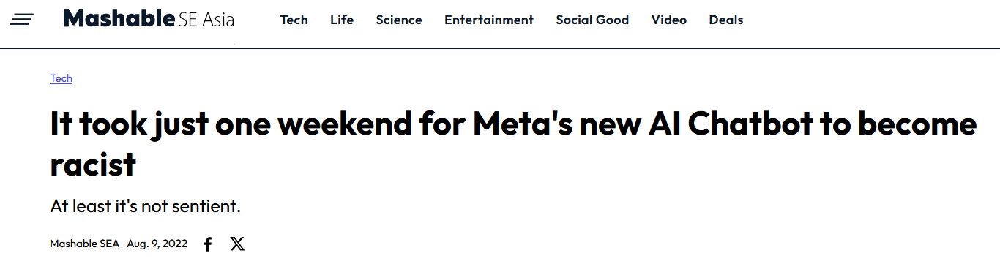 Mashable SE Asia Tech Life Science Entertainment Social Good Video Deals
Tech
It took just one weekend for Meta's new AI Chatbot to become
racist
At least it's not sentient.
Mashable SEA Aug. 9, 2022